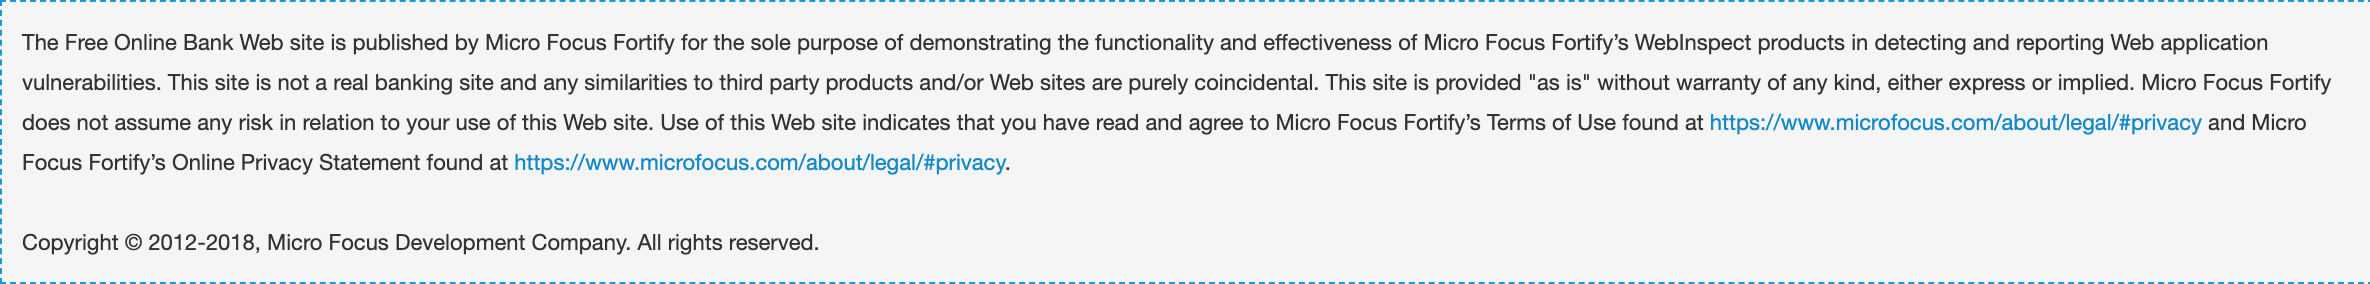 The Free Online Bank Web site is published by Micro Focus Fortify for the sole purpose of demonstrating the functionality and effectiveness of Micro Focus Fortify’s WebInspect products in detecting and reporting Web application
vulnerabilities. This site is not a real banking site and any similarities to third party products and/or Web sites are purely coincidental. This site is provided "as is" without warranty of any kind, either express or implied. Micro Focus Fortify
does not assume any risk in relation to your use of this Web site. Use of this Web site indicates that you have read and agree to Micro Focus Fortify’s Terms of Use found at https://www.microfocus.com/about/legal/#privacy and Micro
Focus Fortify’s Online Privacy Statement found at https://www.microfocus.com/about/legal/#privacy.
Copyright © 2012-2018, Micro Focus Development Company. All rights reserved.